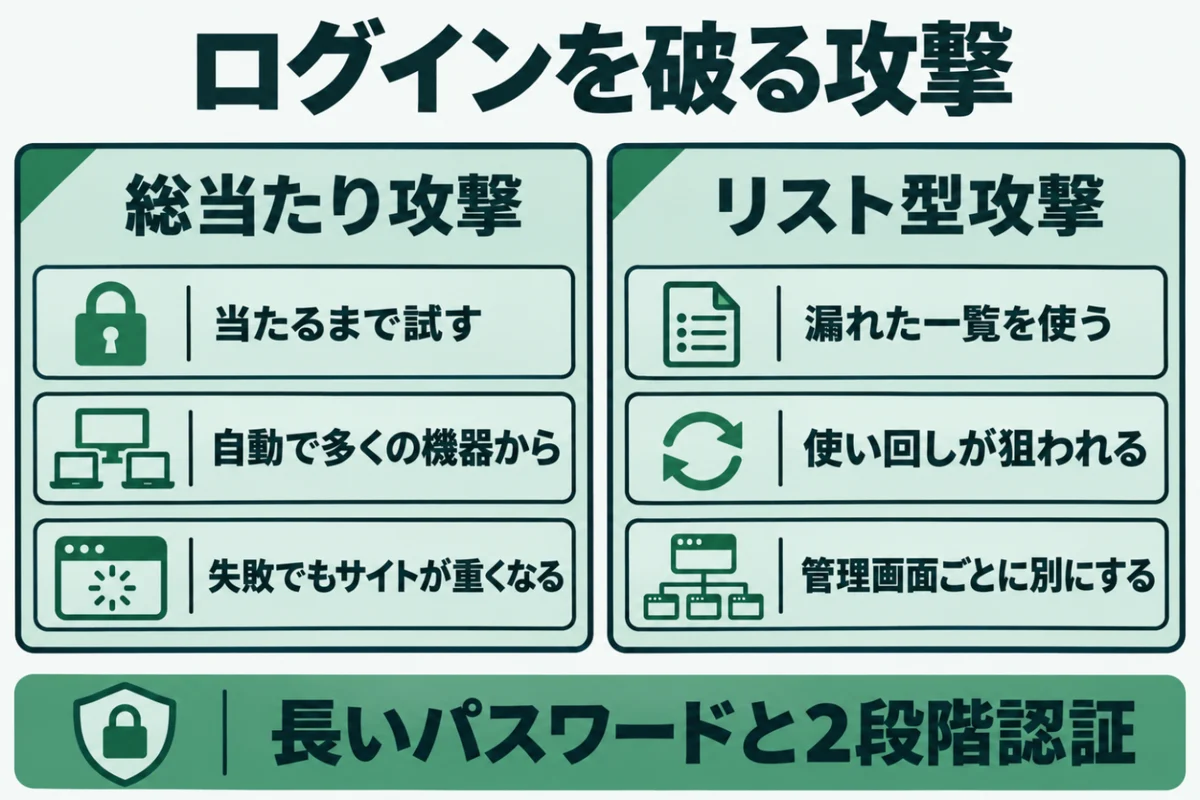 ログインを破る攻撃
総当たり攻撃
当たるまで試す
自動で多くの機器から
失敗でもサイトが重くなる
リスト型攻撃
漏れた一覧を使う
使い回しが狙われる
管理画面ごとに別にする
長いパスワードと2段階認証